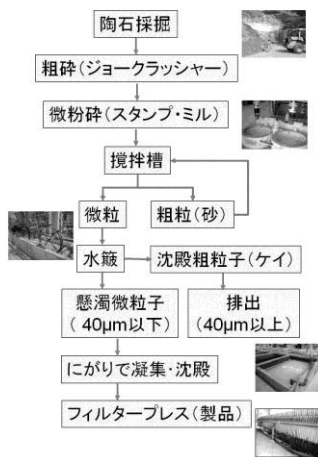 陶石採掘
粗砕(ジョークラッシャー)
微粉砕(スタンプ・ミル)
撹拌槽
微粒
粗粒(砂)
水簸
沈殿粗粒子(ケイ)
懸濁微粒子
(40μm以下)
排出
(40μm以上)
にがりで凝集・沈殿
フィルタープレス(製品)